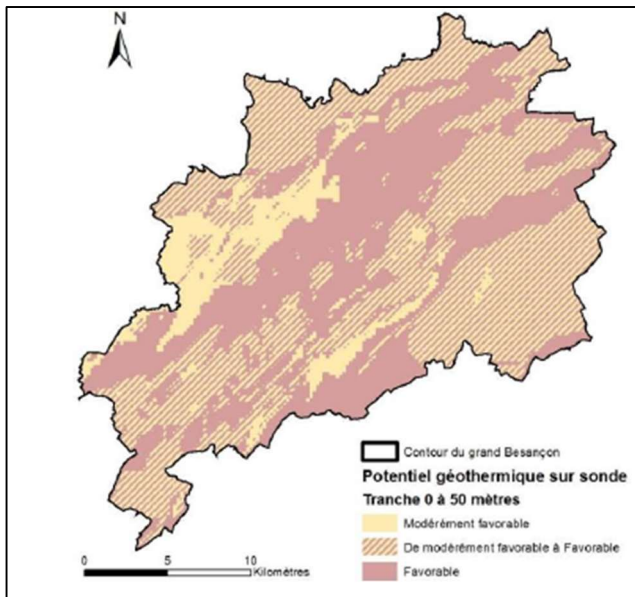 N
Contour du grand Besançon
Potentiel géothermique sur sonde
Tranche 0 à 50 mètres
Modérément favorable
De modérément favorable à Favorable
Favorable
0 5 10
Kilomètres